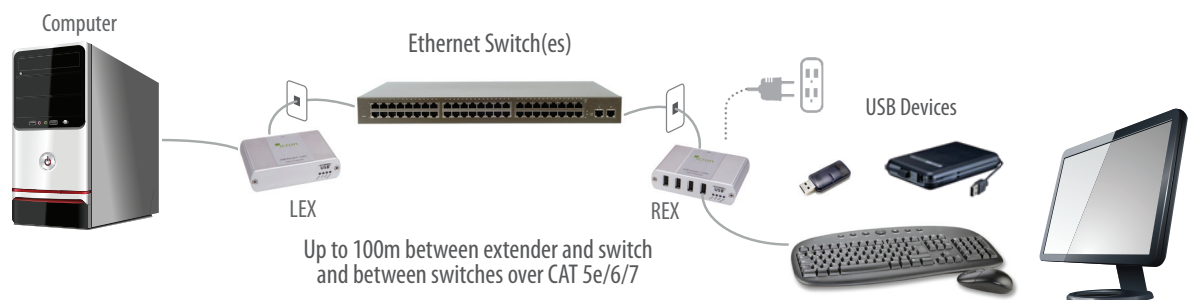 Computer
Ethernet Switch(es)
USB Devices
LEX
REX
Up to 100m between extender and switch
and between switches over CAT 5e/6/7